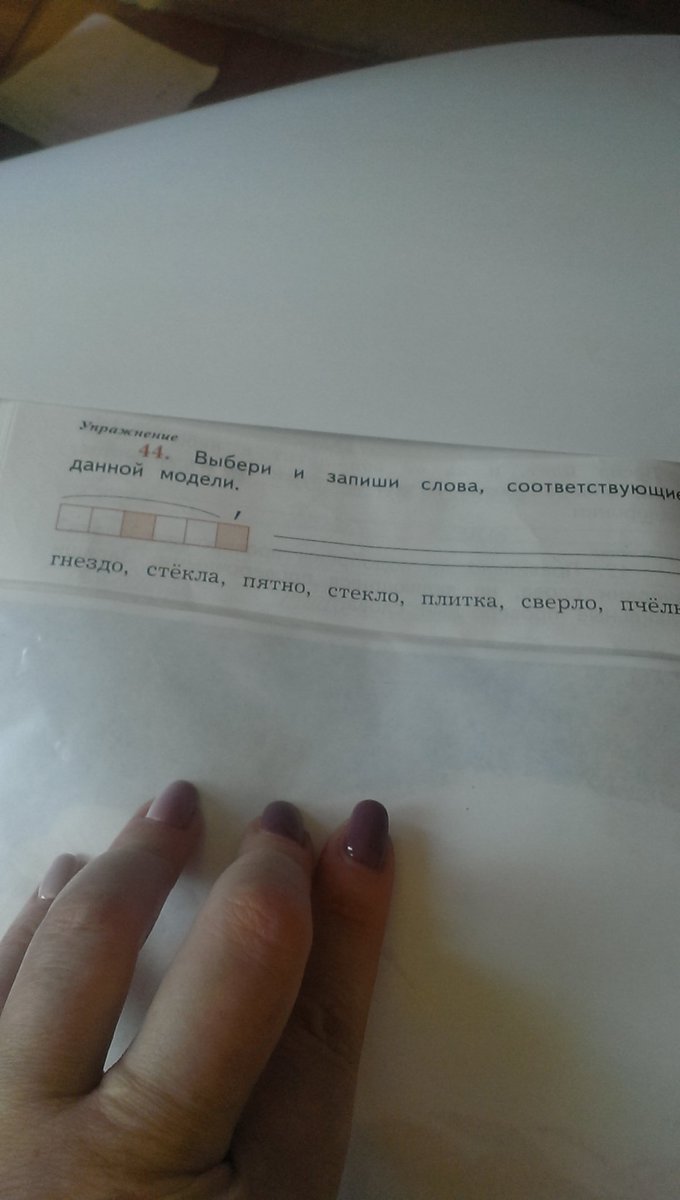 Упражнение
44. Выбери и запиши слова, соответствующие
данной модели.
гнездо, стёкла, пятно, стекло, плитка, сверло,